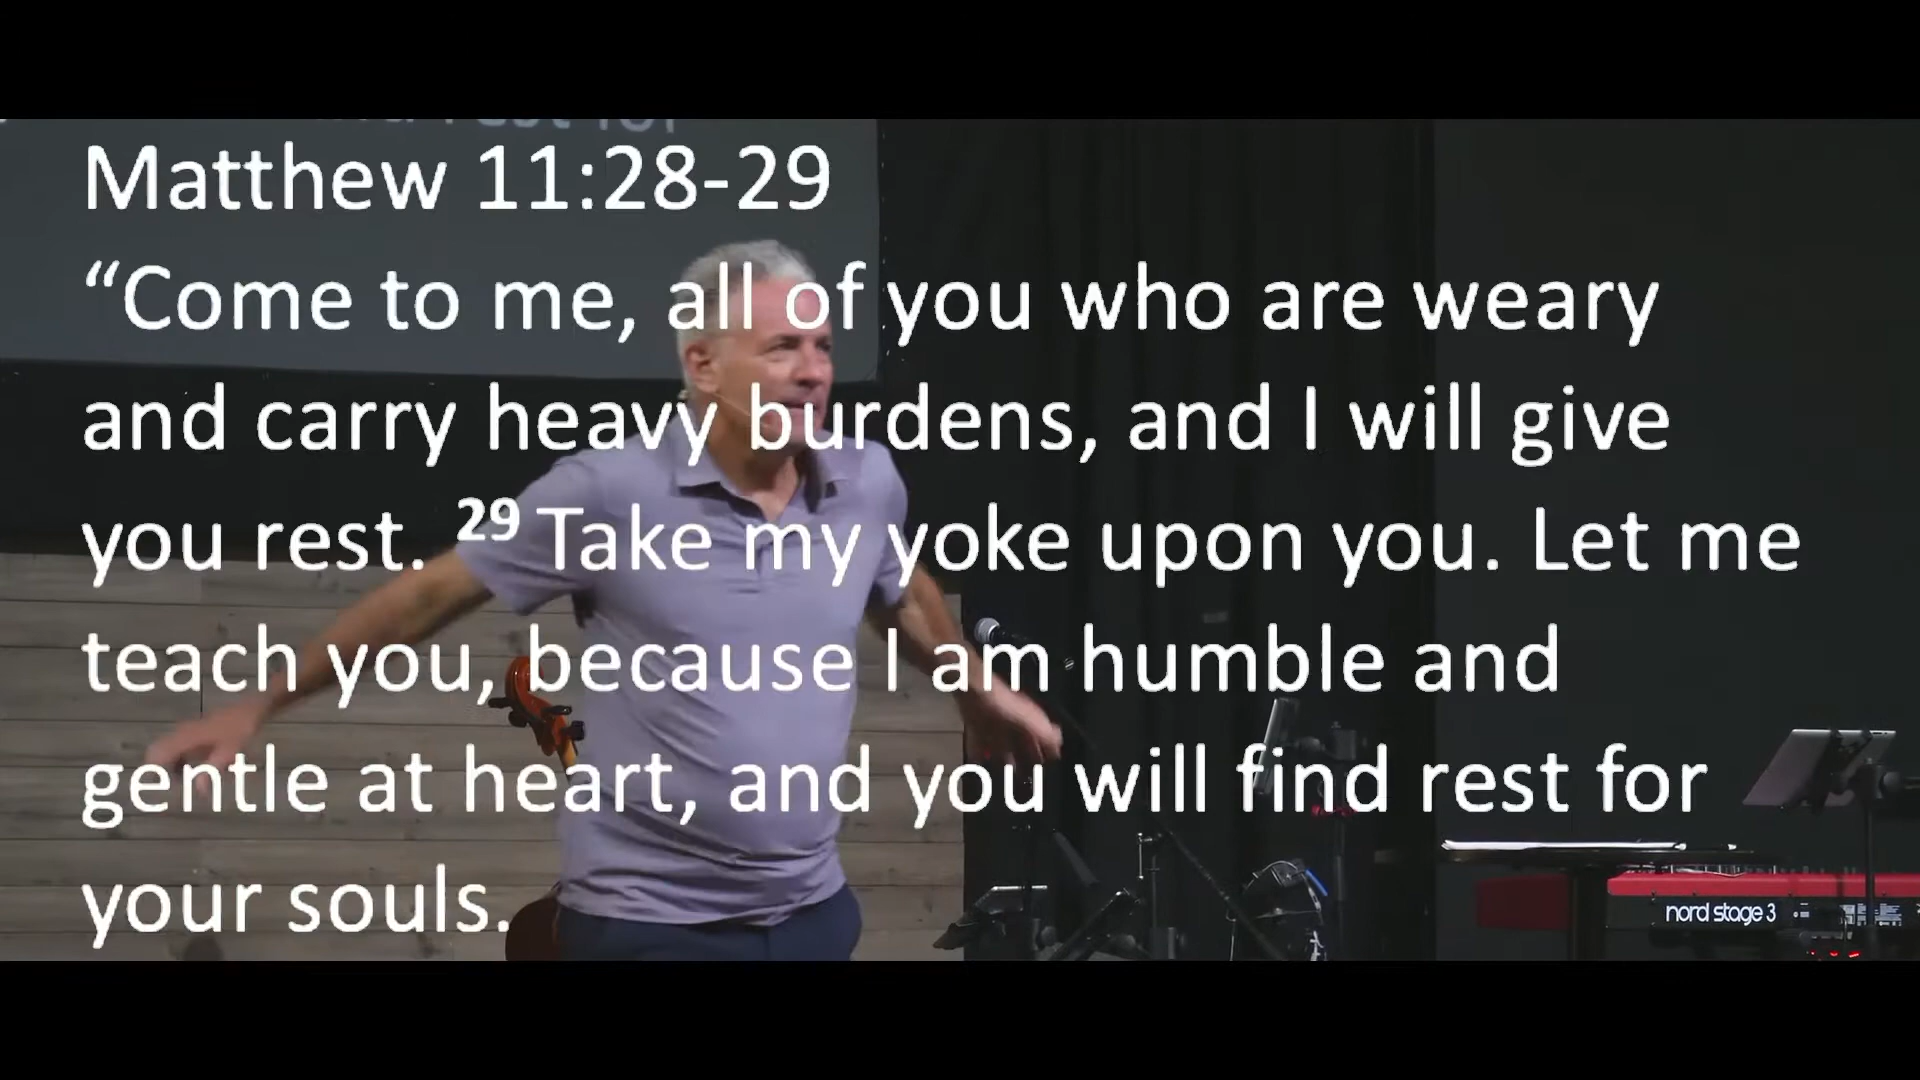 rest for
Matthew 11:28-29
“Come to me, all of you who are weary
and carry heavy burdens, and I will give
you rest. 29 Take my yoke upon you. Let me
teach you, because I am humble and
gentle at heart, and you will find rest for
your souls.
nord stage 3